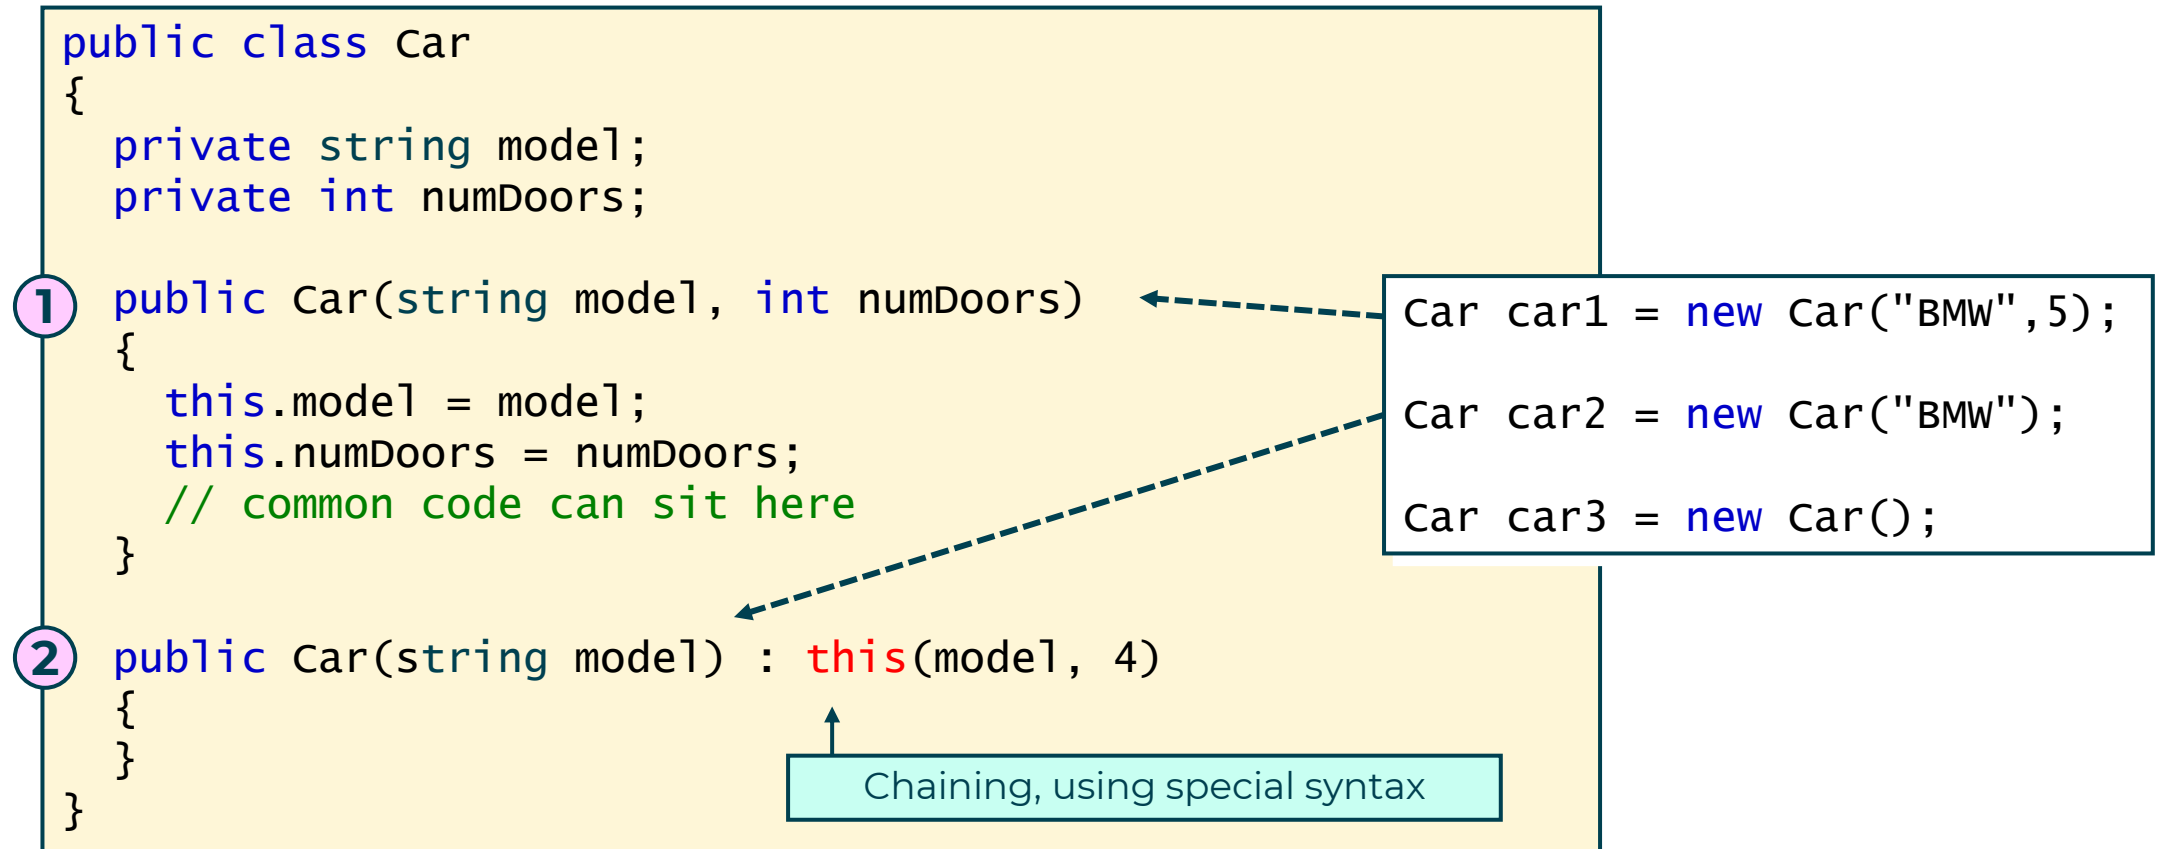 public class Car
{
private string model;
private int numDoors;
1
public Car(string model, int numDoors)
{
this.model = model;
this.numDoors = numDoors;
// common code can sit here
}
2
public Car(string model) : this(model, 4)
{
}
}
Chaining, using special syntax
Car car1 = new Car("BMW",5);
Car car2 = new Car("BMW");
Car car3 = new Car();